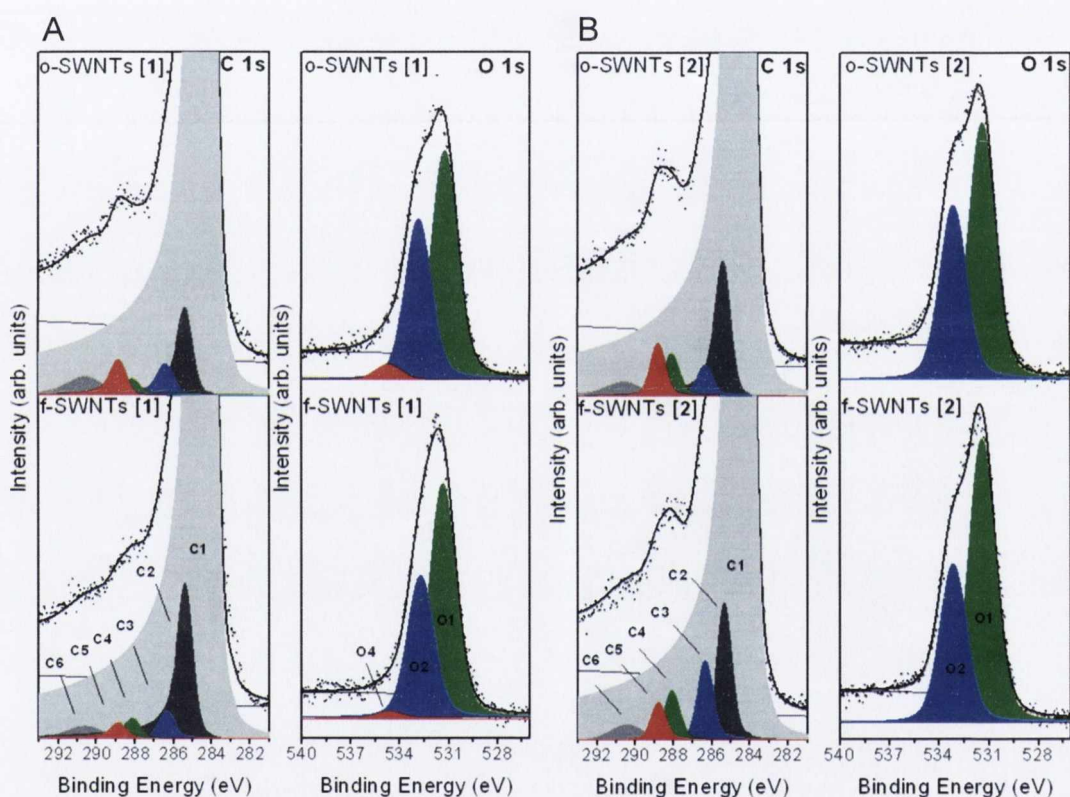 A
B
o-SWNTs [1] C 1s
o-SWNTs [1] O 1s
o-SWNTs [2] C 1s
o-SWNTs [2] O 1s
f-SWNTs [1]
f-SWNTs [1]
f-SWNTs [2]
f-SWNTs [2]
Intensity (arb. units)
Intensity (arb. units)
Intensity (arb. units)
Intensity (arb. units)
C1
C2
C3
C4
C5
C6
O4
O2
O1
C1
C2
C3
C4
C5
C6
O2
O1
292 290 288 286 284 282 281
540 534 531 528
292 290 288 286 284 282 281
540 534 531 528
Binding Energy (eV)
Binding Energy (eV)
Binding Energy (eV)
Binding Energy (eV)